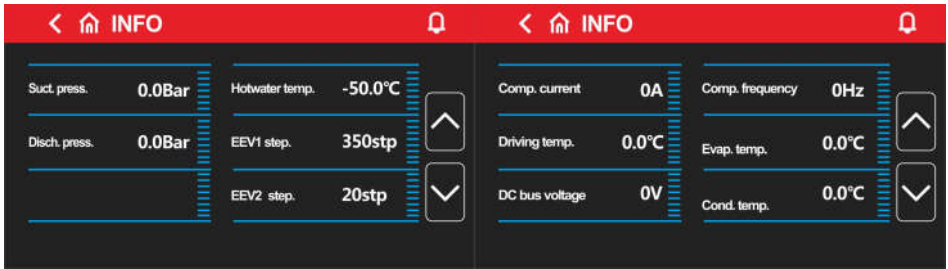 INFO
Suct. press. 0.0Bar
Hotwater temp. -50.0℃
Disch. press. 0.0Bar
EEV1 step. 350stp
EEV2 step. 20stp
INFO
Comp. current 0A
Comp. frequency 0Hz
Driving temp. 0.0℃
Evap. temp. 0.0℃
DC bus voltage 0V
Cond. temp. 0.0℃